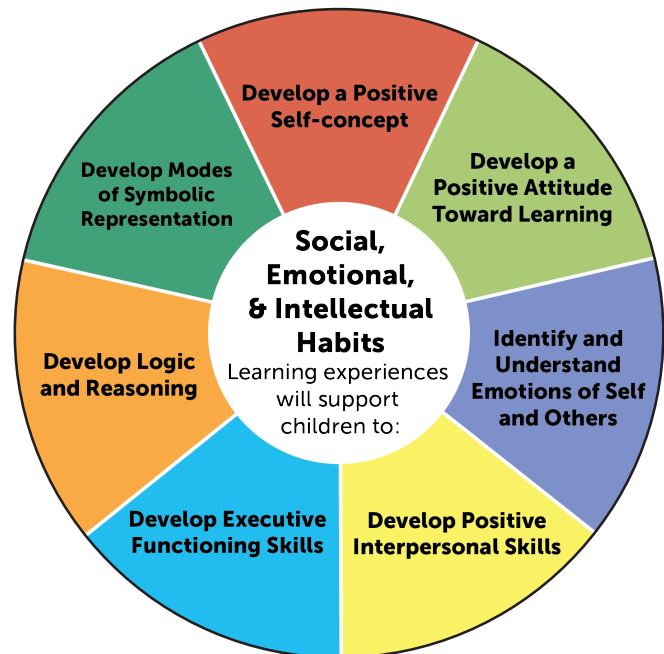 Social,
Emotional,
& Intellectual
Habits
Learning experiences
will support
children to:
Develop a Positive
Self-concept
Develop a
Positive Attitude
Toward Learning
Identify and
Understand
Emotions of Self
and Others
Develop Positive
Interpersonal Skills
Develop Executive
Functioning Skills
Develop Logic
and Reasoning
Develop Modes
of Symbolic
Representation